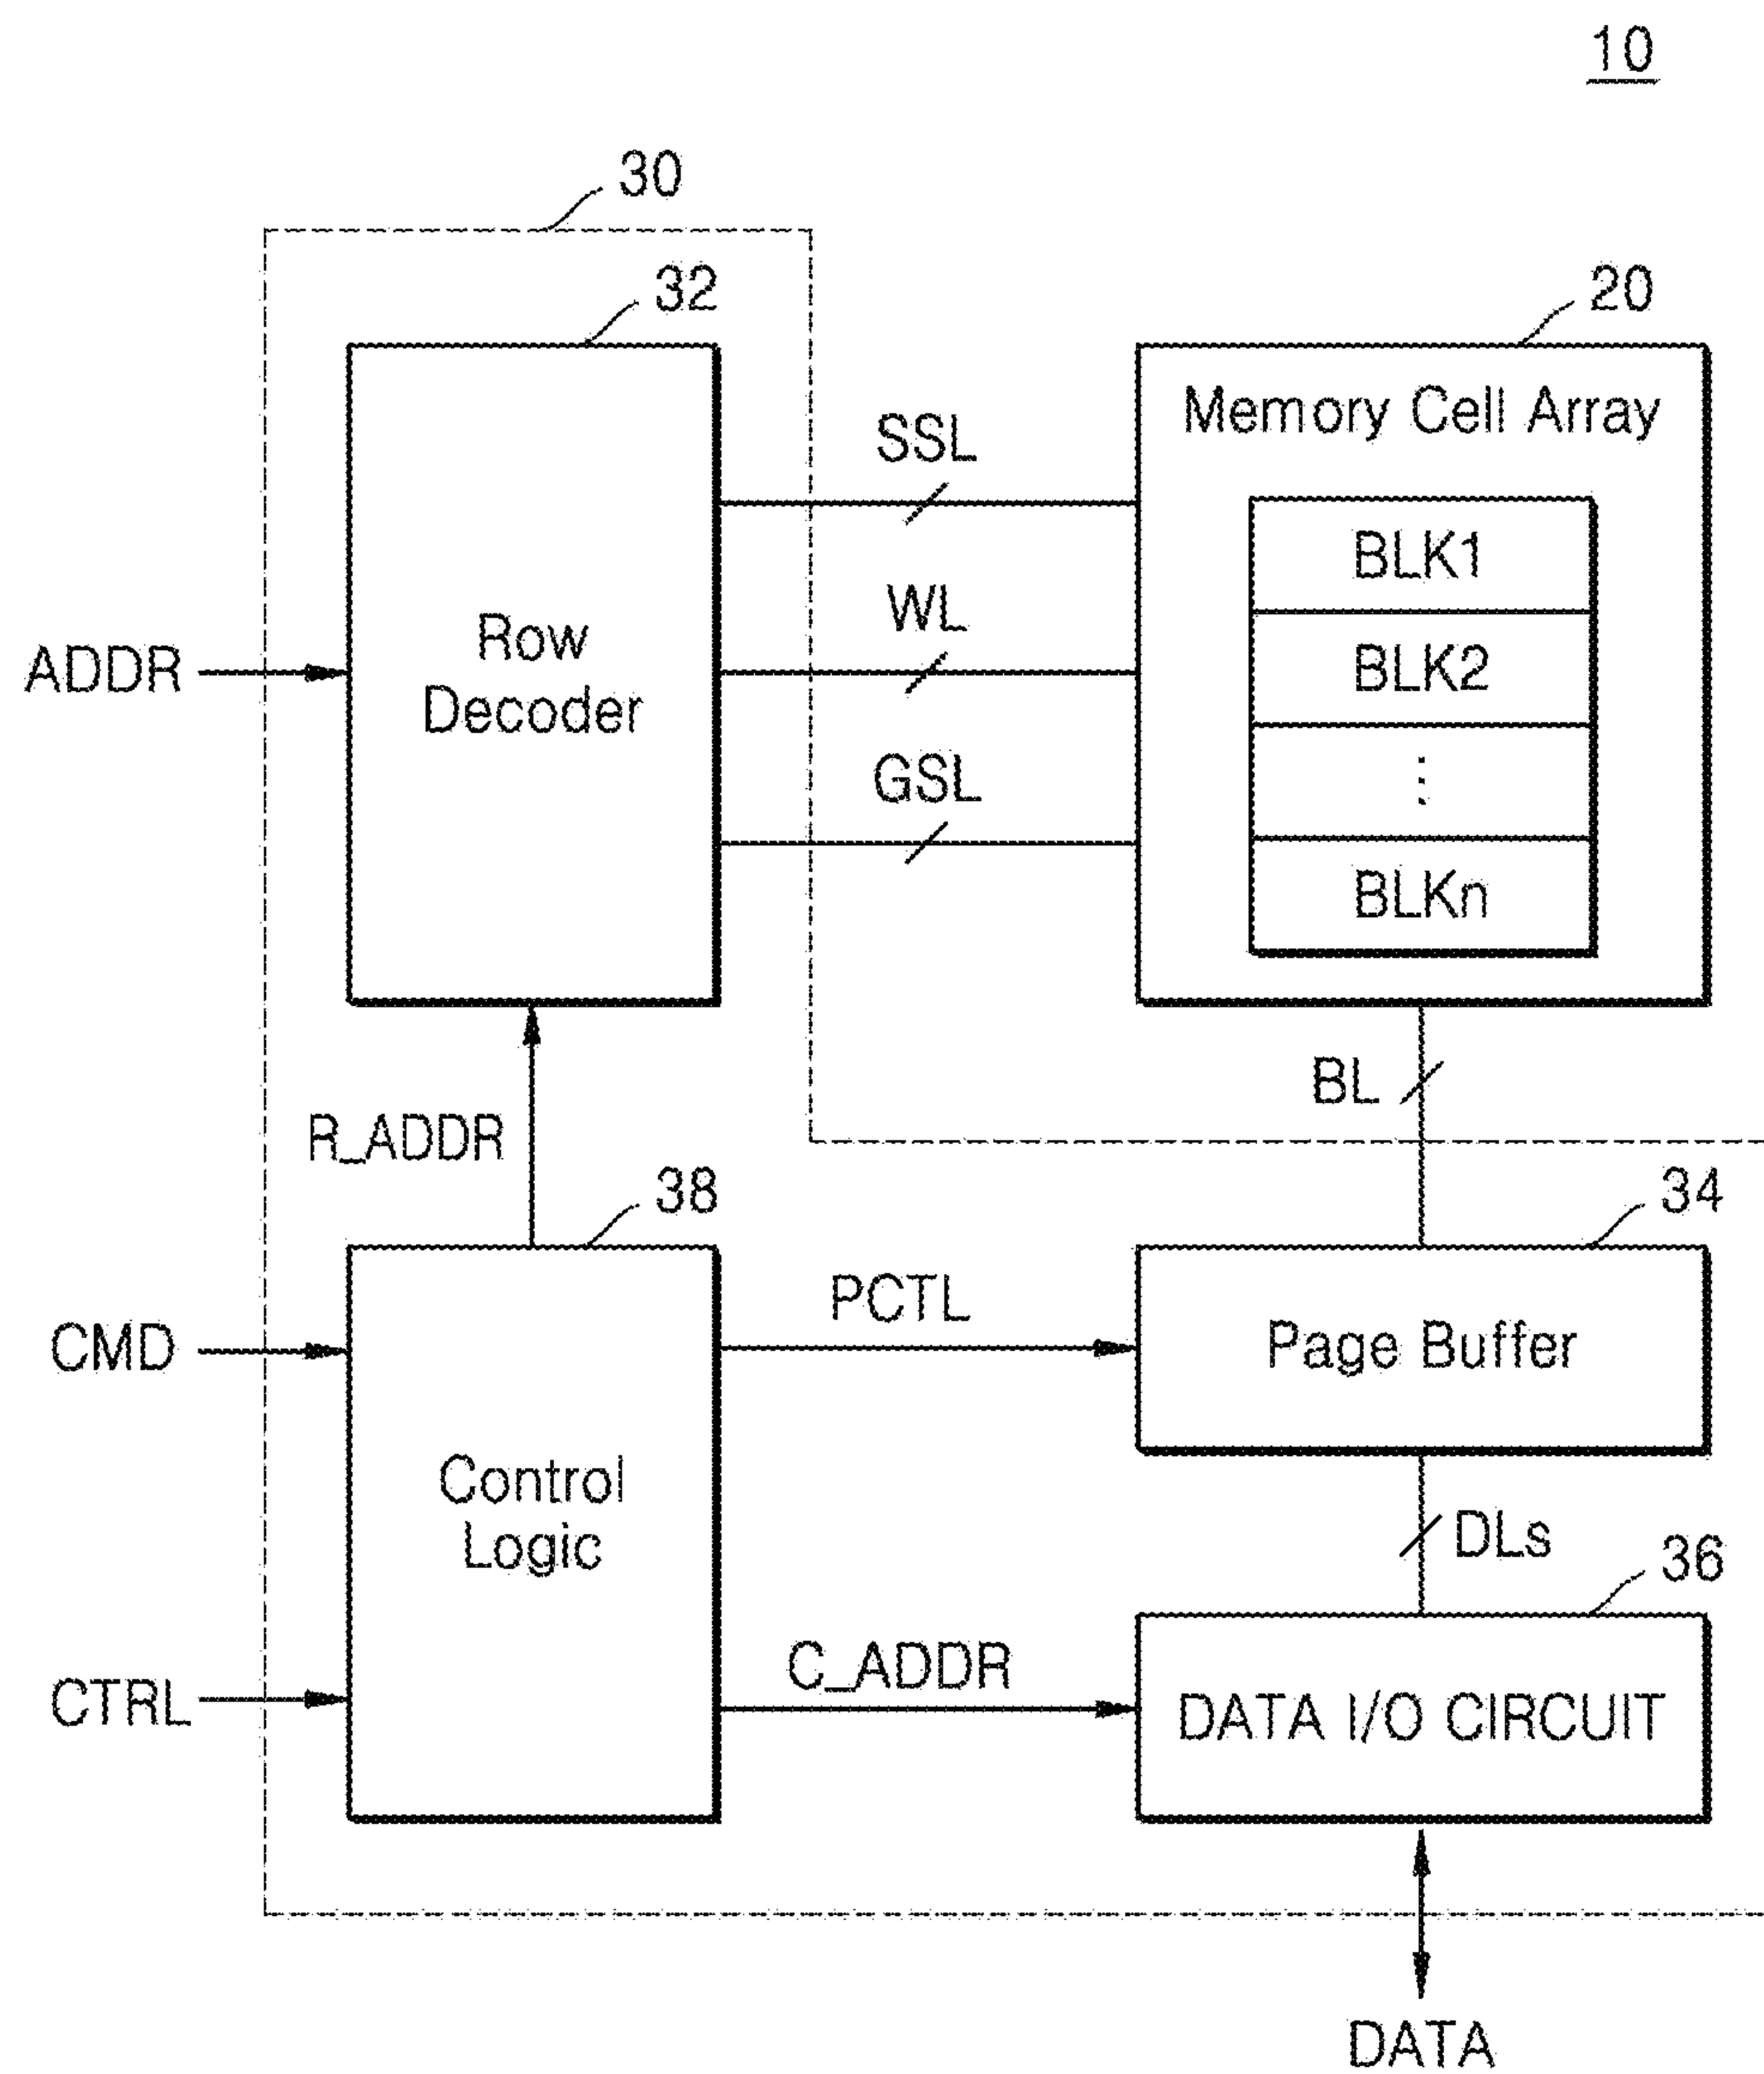 10
30
32
20
Memory Cell Array
SSL
BLK1
WL
Row
Decoder
ADDR
BLK2
GSL
⋮
BLKn
BL
R_ADDR
38
34
PCTL
CMD
Page Buffer
Control
Logic
DLs
36
C_ADDR
CTRL
DATA I/O CIRCUIT
DATA